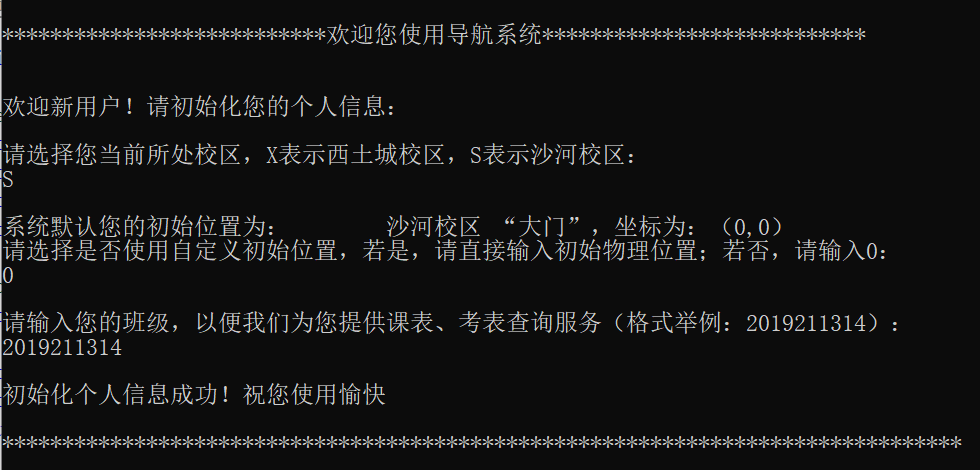 ***************************欢迎您使用导航系统***************************
欢迎新用户！请初始化您的个人信息：
请选择您当前所处校区，X表示西土城校区，S表示沙河校区：
S
系统默认您的初始位置为：        沙河校区 “大门”，坐标为：（0,0）
请选择是否使用自定义初始位置，若是，请直接输入初始物理位置；若否，请输入0：
0
请输入您的班级，以便我们为您提供课表、考表查询服务（格式举例：2019211314）：
2019211314
初始化个人信息成功！祝您使用愉快
********************************************************************************